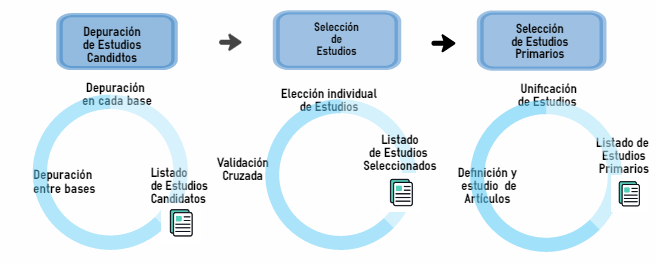 Depuración
de Estudios
Candidtos
Selección
de
Estudios
Selección
de Estudios
Primarios
Depuración
en cada base
Depuración
entre bases
Listado
de Estudios
Candidatos
Elección individual
de Estudios
Validación
Cruzada
Listado
de Estudios
Seleccionados
Unificación
de Estudios
Definición y
estudio de
Artículos
Listado de
Estudios
Primarios